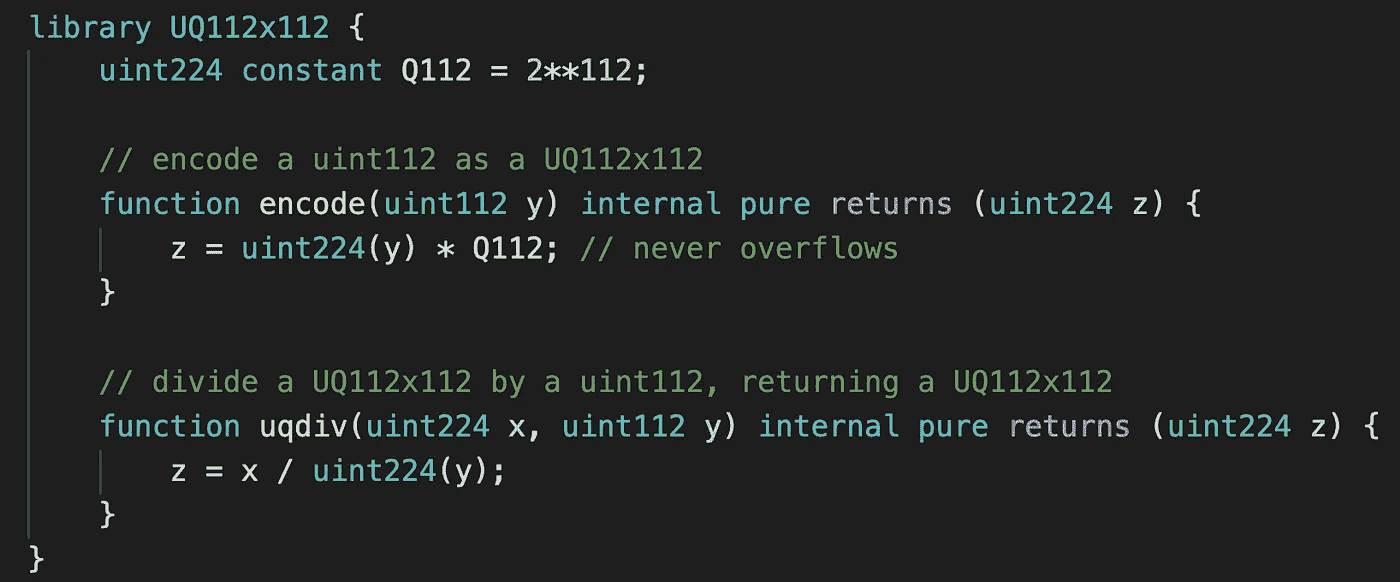 library UQ112x112 {
uint224 constant Q112 = 2**112;
// encode a uint112 as a UQ112x112
function encode(uint112 y) internal pure returns (uint224 z) {
z = uint224(y) * Q112; // never overflows
}
// divide a UQ112x112 by a uint112, returning a UQ112x112
function uqdiv(uint224 x, uint112 y) internal pure returns (uint224 z) {
z = x / uint224(y);
}
}